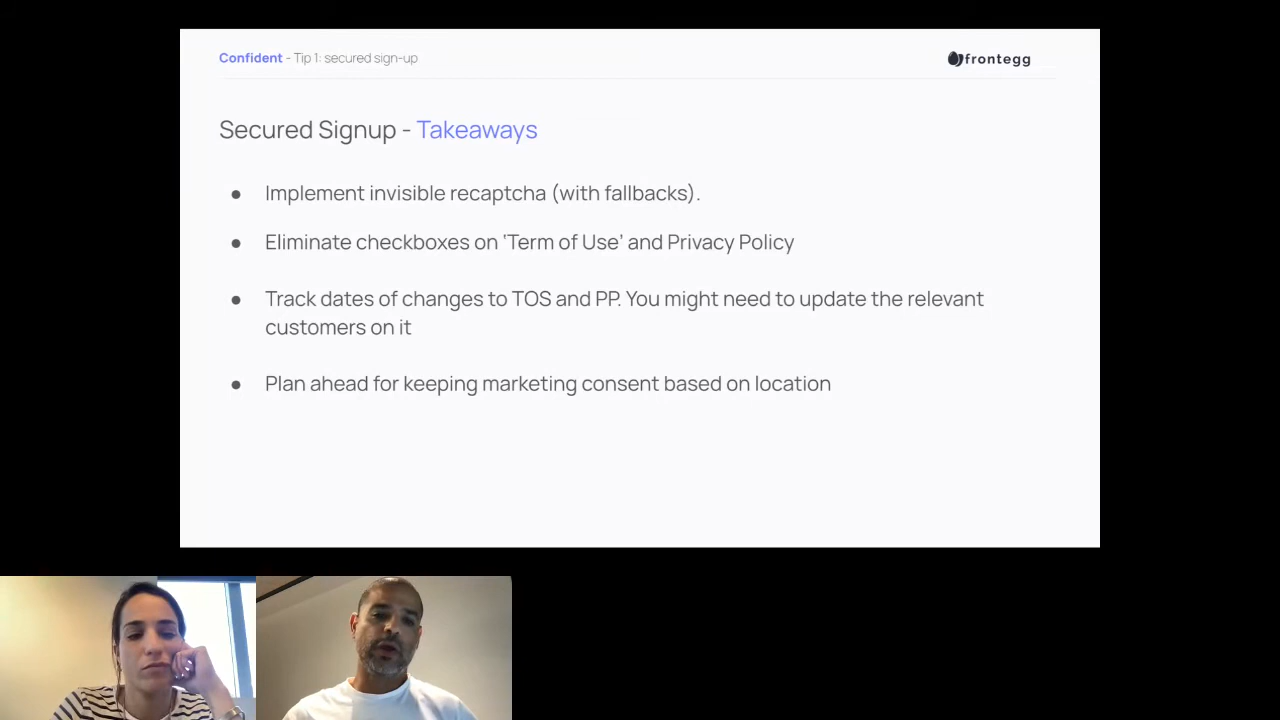 Confident - Tip 1: secured sign-up
frontegg
Secured Signup - Takeaways
● Implement invisible recaptcha (with fallbacks).
● Eliminate checkboxes on ‘Term of Use’ and Privacy Policy
● Track dates of changes to TOS and PP. You might need to update the relevant
customers on it
● Plan ahead for keeping marketing consent based on location